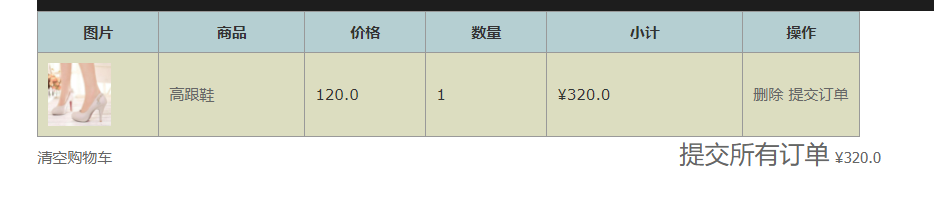 图片 商品 价格 数量 小计 操作
高跟鞋 120.0 1 ¥320.0 删除 提交订单
清空购物车 提交所有订单 ¥320.0